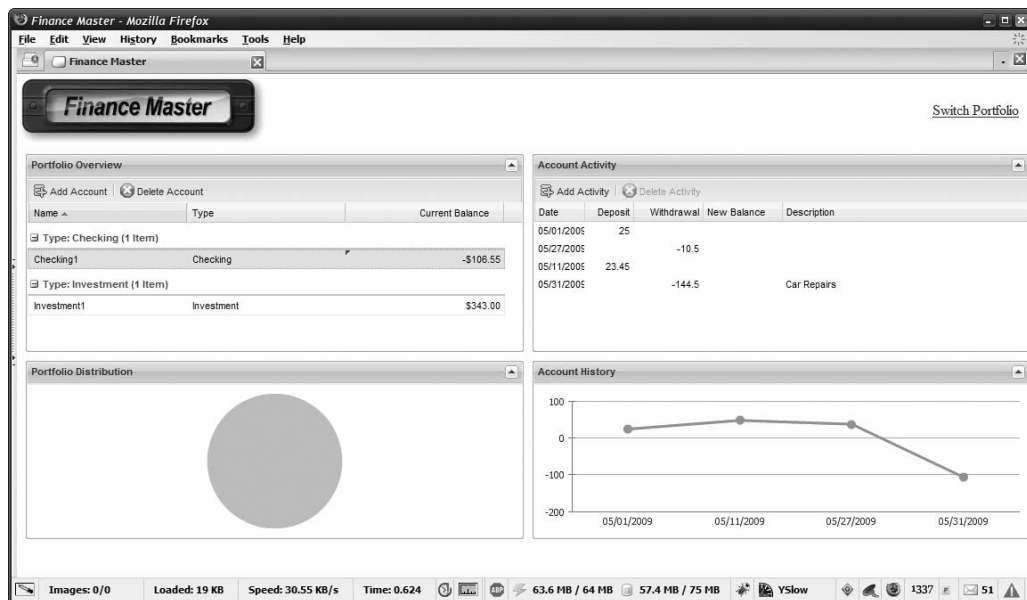 Finance Master - Mozilla Firefox
File Edit View History Bookmarks Tools Help
Finance Master
Finance Master
Switch Portfolio
Portfolio Overview
Add Account Delete Account
Name Type Current Balance
Type: Checking (1 Item)
Checking1 Checking -$106.55
Type: Investment (1 Item)
Investment1 Investment $343.00
Account Activity
Add Activity Delete Activity
Date Deposit Withdrawal New Balance Description
05/01/2009 25
05/27/2009 -10.5
05/11/2009 23.45
05/31/2009 -144.5 Car Repairs
Portfolio Distribution
Account History
100
0
-100
-200
05/01/2009 05/11/2009 05/27/2009 05/31/2009
Images: 0/0 Loaded: 19 KB Speed: 30.55 KB/s Time: 0.624 ABP 63.6 MB / 64 MB 57.4 MB / 75 MB YSlow 1337 51